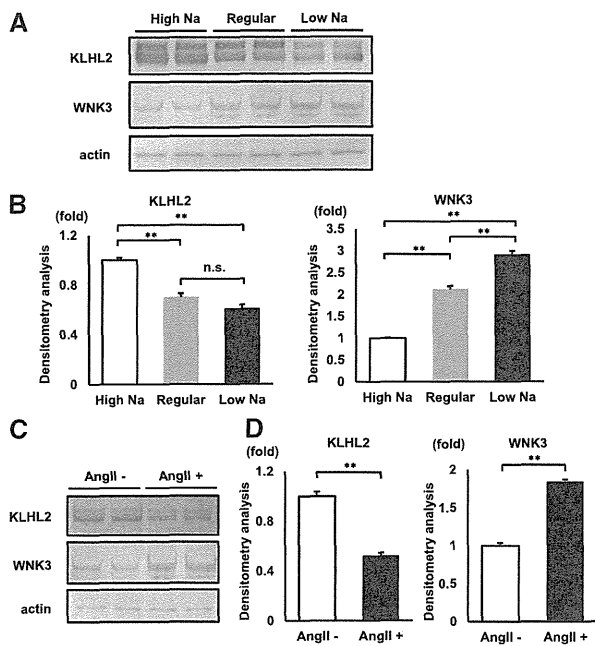 A
High Na Regular Low Na
KLHL2
WNK3
actin
B
KLHL2
(fold)
Densitometry analysis
1.2
0.8
0.4
0
**
**
n.s.
High Na Regular Low Na
WNK3
(fold)
Densitometry analysis
3.5
3
2.5
2
1.5
1
0.5
0
**
**
**
High Na Regular Low Na
C
AngII - AngII +
KLHL2
WNK3
actin
D
KLHL2
(fold)
Densitometry analysis
1.2
0.8
0.4
0
**
AngII - AngII +
WNK3
(fold)
Densitometry analysis
2
1.5
1
0.5
0
**
AngII - AngII +